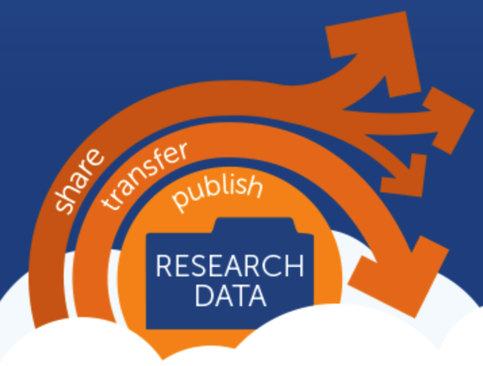 share
transfer
publish
RESEARCH
DATA